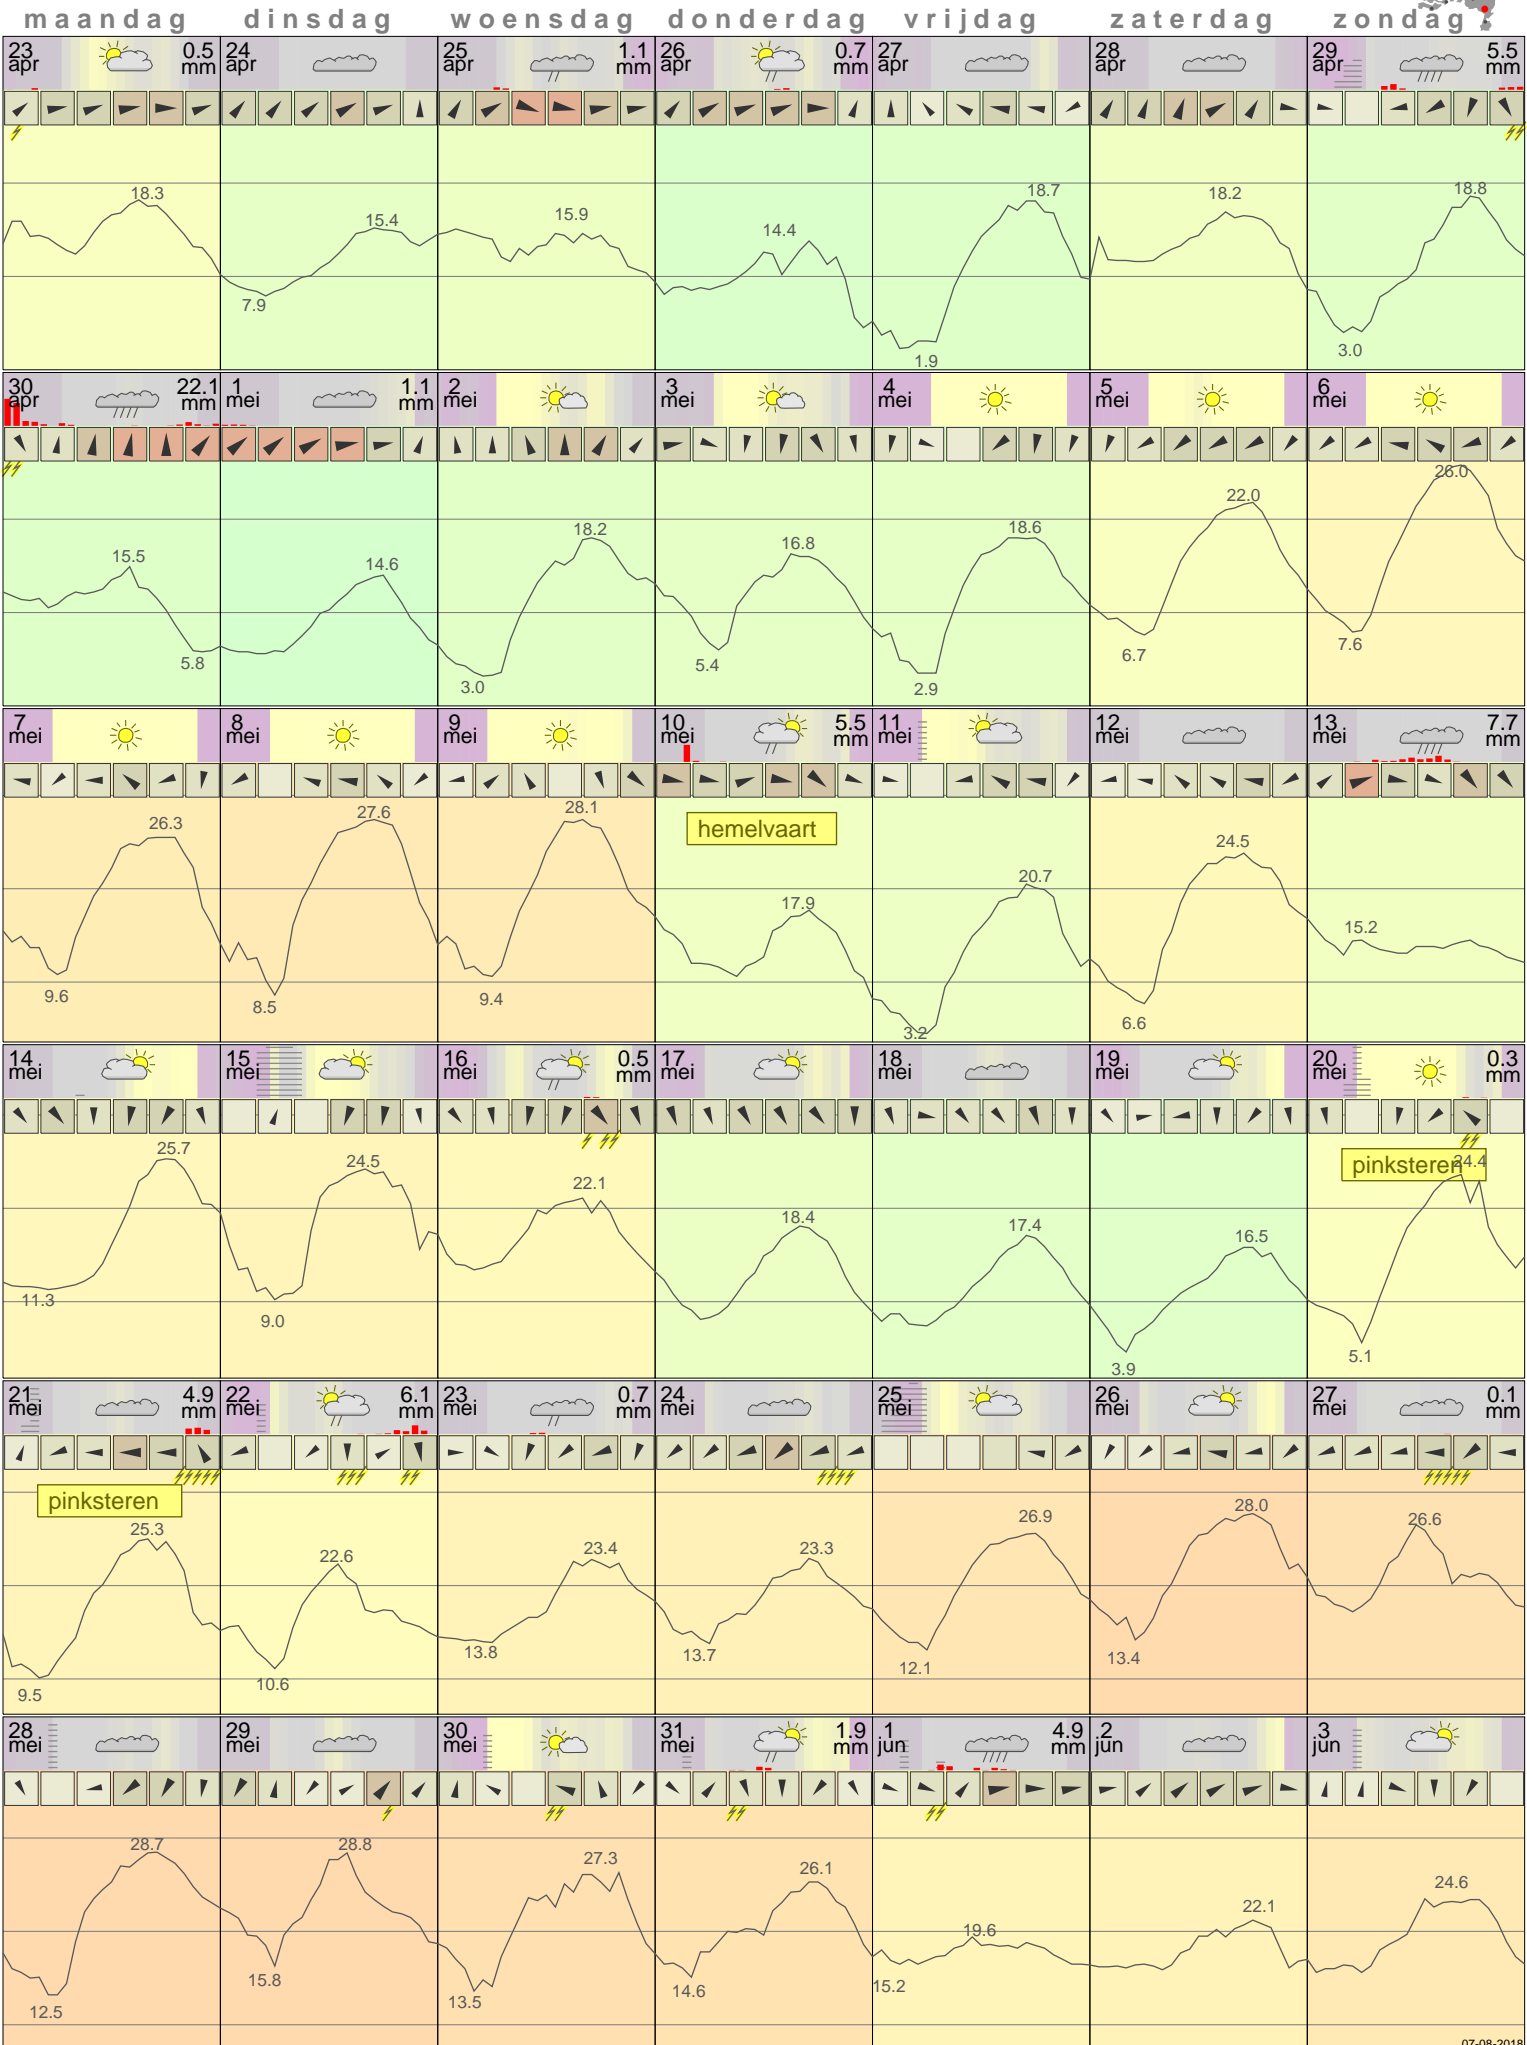 maandag dinsdag woensdag donderdag vrijdag zaterdag zondag
23 apr 0.5 mm 24 apr 25 apr 1.1 mm 26 apr 0.7 mm 27 apr 28 apr 29 apr 5.5 mm
18.3 7.9 15.4 15.9 14.4 1.9 18.7 18.2 3.0 18.8
30 apr 22.1 mm 1 mei 1.1 mm 2 mei 3 mei 4 mei 5 mei 6 mei
15.5 5.8 14.6 3.0 18.2 5.4 16.8 2.9 18.6 6.7 22.0 7.6 26.0
7 mei 8 mei 9 mei 10 mei 5.5 mm 11 mei 12 mei 13 mei 7.7 mm
hemelvaart
9.6 26.3 8.5 27.6 9.4 28.1 17.9 3.2 20.7 6.6 24.5 15.2
14 mei 15 mei 16 mei 0.5 mm 17 mei 18 mei 19 mei 20 mei 0.3 mm
pinksteren
11.3 25.7 9.0 24.5 22.1 18.4 17.4 3.9 16.5 5.1 24.4
21 mei 4.9 mm 22 mei 6.1 mm 23 mei 0.7 mm 24 mei 25 mei 26 mei 27 mei 0.1 mm
pinksteren
9.5 25.3 10.6 22.6 13.8 23.4 13.7 23.3 12.1 26.9 13.4 28.0 26.6
28 mei 29 mei 30 mei 31 mei 1.9 mm 1 jun 4.9 mm 2 jun 3 jun
12.5 28.7 15.8 28.8 13.5 27.3 14.6 26.1 15.2 19.6 22.1 24.6
07-08-2018